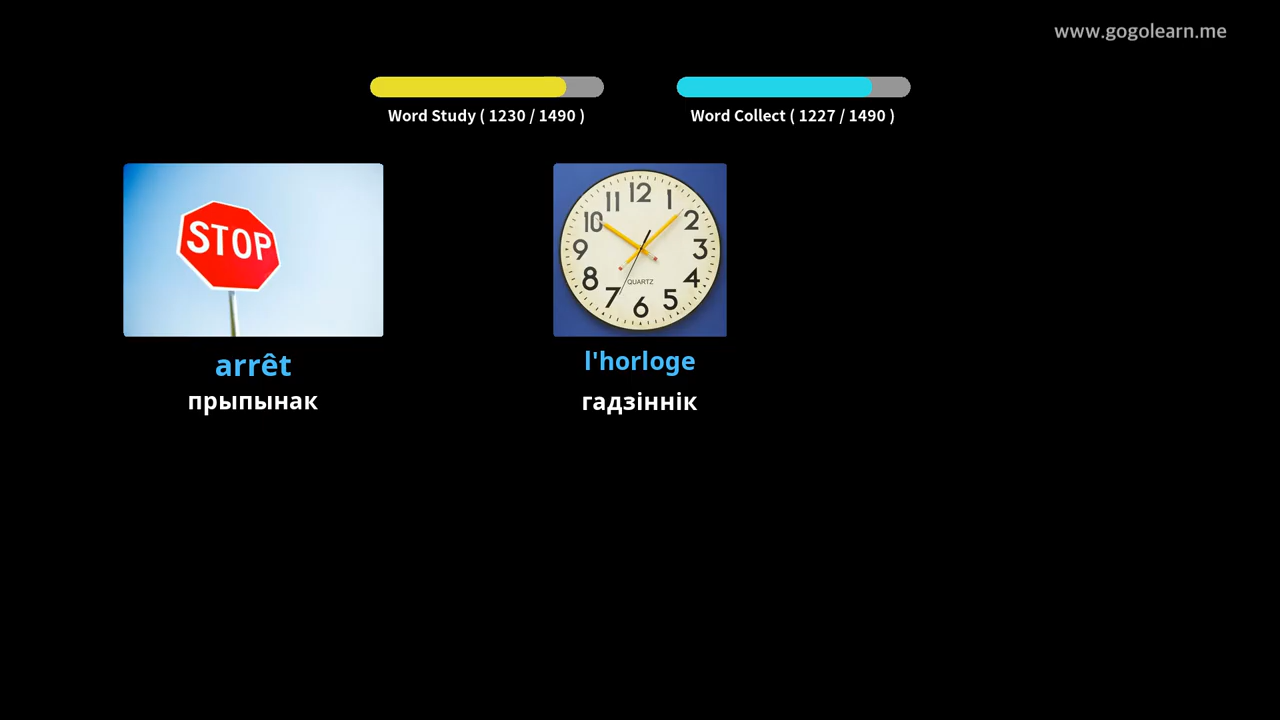 www.gogolearn.me
Word Study ( 1230 / 1490 )
Word Collect ( 1227 / 1490 )
STOP
12
11
1
10
2
9
3
8
4
QUARTZ
7
5
6
arrêt
l'horloge
прыпынак
гадзіннік